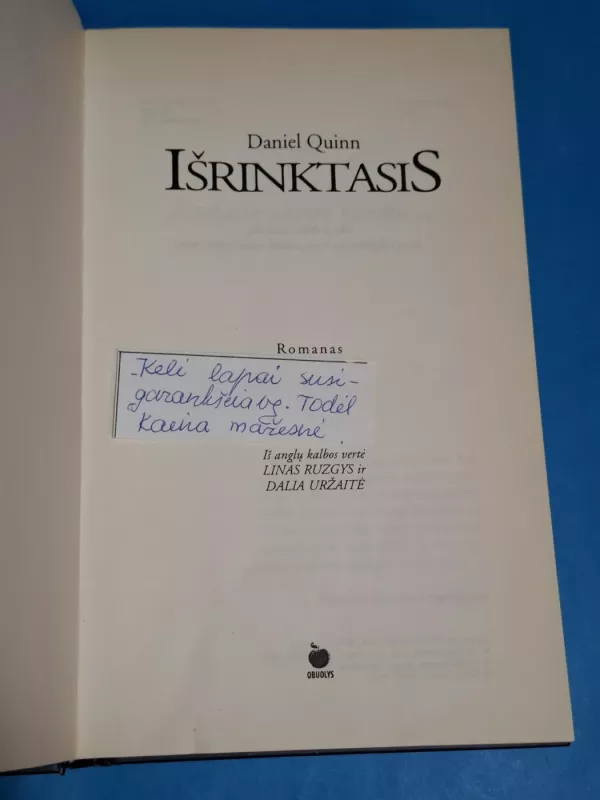 Daniel Quinn
IŠRINKTASIS
Romanas
-Keli lapai susi-
garankščiavę. Todėl
Kaina mažesnė
Iš anglų kalbos vertė
LINAS RUZGYS ir
DALIA URŽAITĖ
OBUOLYS